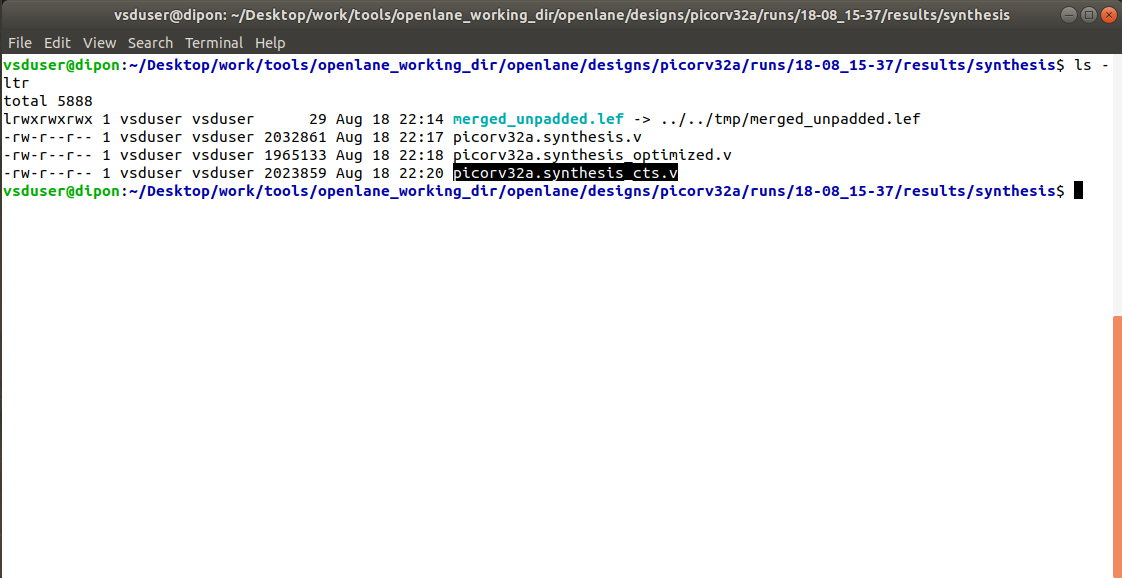 vsduser@dipon: ~/Desktop/work/tools/openlane_working_dir/openlane/designs/picorv32a/runs/18-08_15-37/results/synthesis
File Edit View Search Terminal Help
vsduser@dipon:~/Desktop/work/tools/openlane_working_dir/openlane/designs/picorv32a/runs/18-08_15-37/results/synthesis$ ls -
ltr
total 5888
lrwxrwxrwx 1 vsduser vsduser      29 Aug 18 22:14 merged_unpadded.lef -> ../../tmp/merged_unpadded.lef
-rw-r--r-- 1 vsduser vsduser 2032861 Aug 18 22:17 picorv32a.synthesis.v
-rw-r--r-- 1 vsduser vsduser 1965133 Aug 18 22:18 picorv32a.synthesis_optimized.v
-rw-r--r-- 1 vsduser vsduser 2023859 Aug 18 22:20 picorv32a.synthesis_cts.v
vsduser@dipon:~/Desktop/work/tools/openlane_working_dir/openlane/designs/picorv32a/runs/18-08_15-37/results/synthesis$